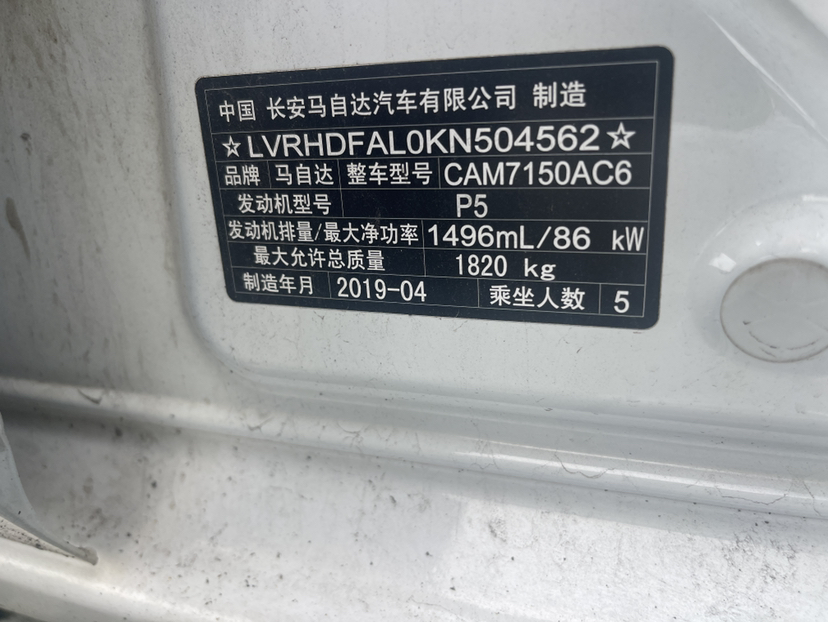 中国 长安马自达汽车有限公司 制造
☆LVRHDFAL0KN504562☆
品牌 马自达 整车型号 CAM7150AC6
发动机型号 P5
发动机排量/最大净功率 1496mL/86 kW
最大允许总质量 1820 kg
制造年月 2019-04 乘坐人数 5